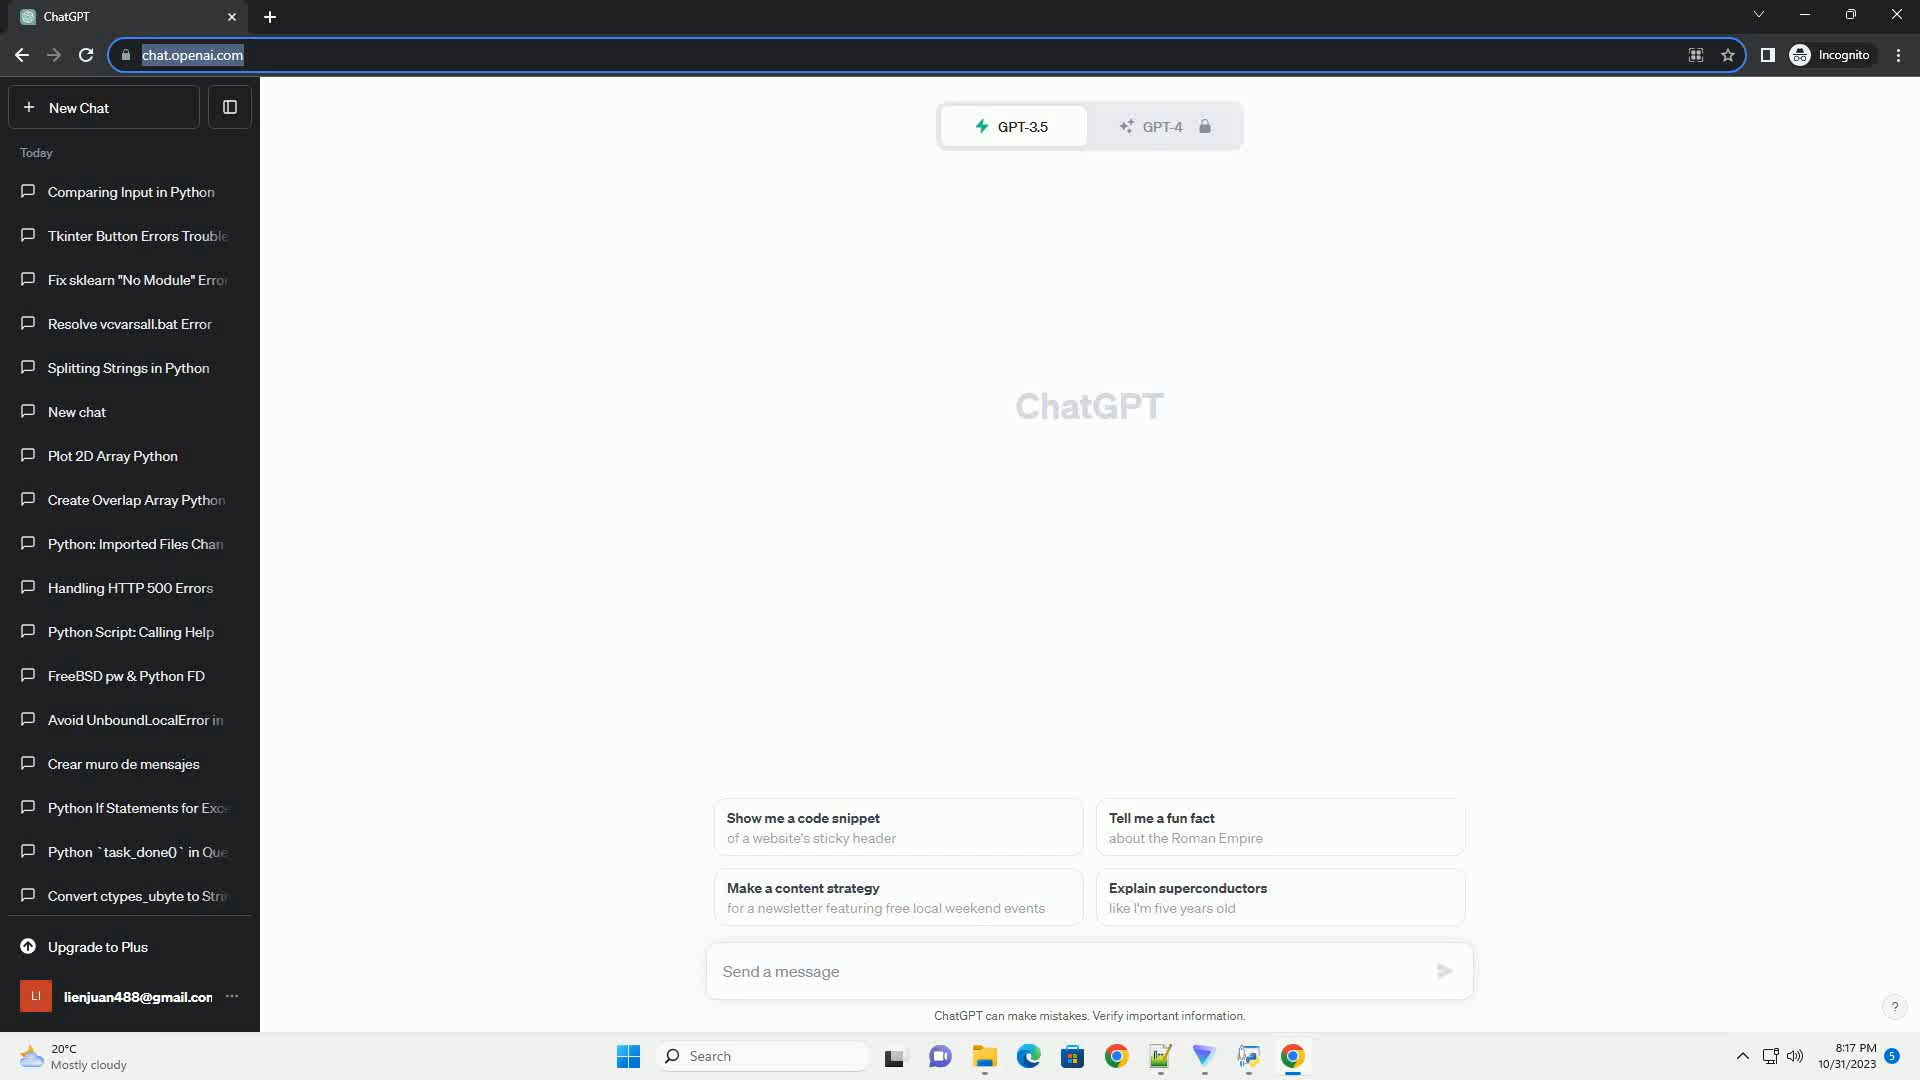 ChatGPT
chat.openai.com
Incognito
New Chat
Today
Comparing Input in Python
Tkinter Button Errors Trouble
Fix sklearn "No Module" Error
Resolve vcvarsall.bat Error
Splitting Strings in Python
New chat
Plot 2D Array Python
Create Overlap Array Python
Python: Imported Files Chan
Handling HTTP 500 Errors
Python Script: Calling Help
FreeBSD pw & Python FD
Avoid UnboundLocalError in
Crear muro de mensajes
Python If Statements for Exce
Python `task_done()` in Que
Convert ctypes_ubyte to Strin
Upgrade to Plus
LI
lienjuan488@gmail.com
GPT-3.5
GPT-4
ChatGPT
Show me a code snippet
of a website's sticky header
Tell me a fun fact
about the Roman Empire
Make a content strategy
for a newsletter featuring free local weekend events
Explain superconductors
like I'm five years old
Send a message
ChatGPT can make mistakes. Verify important information.
?
20°C
Mostly cloudy
Search
8:17 PM
10/31/2023
5